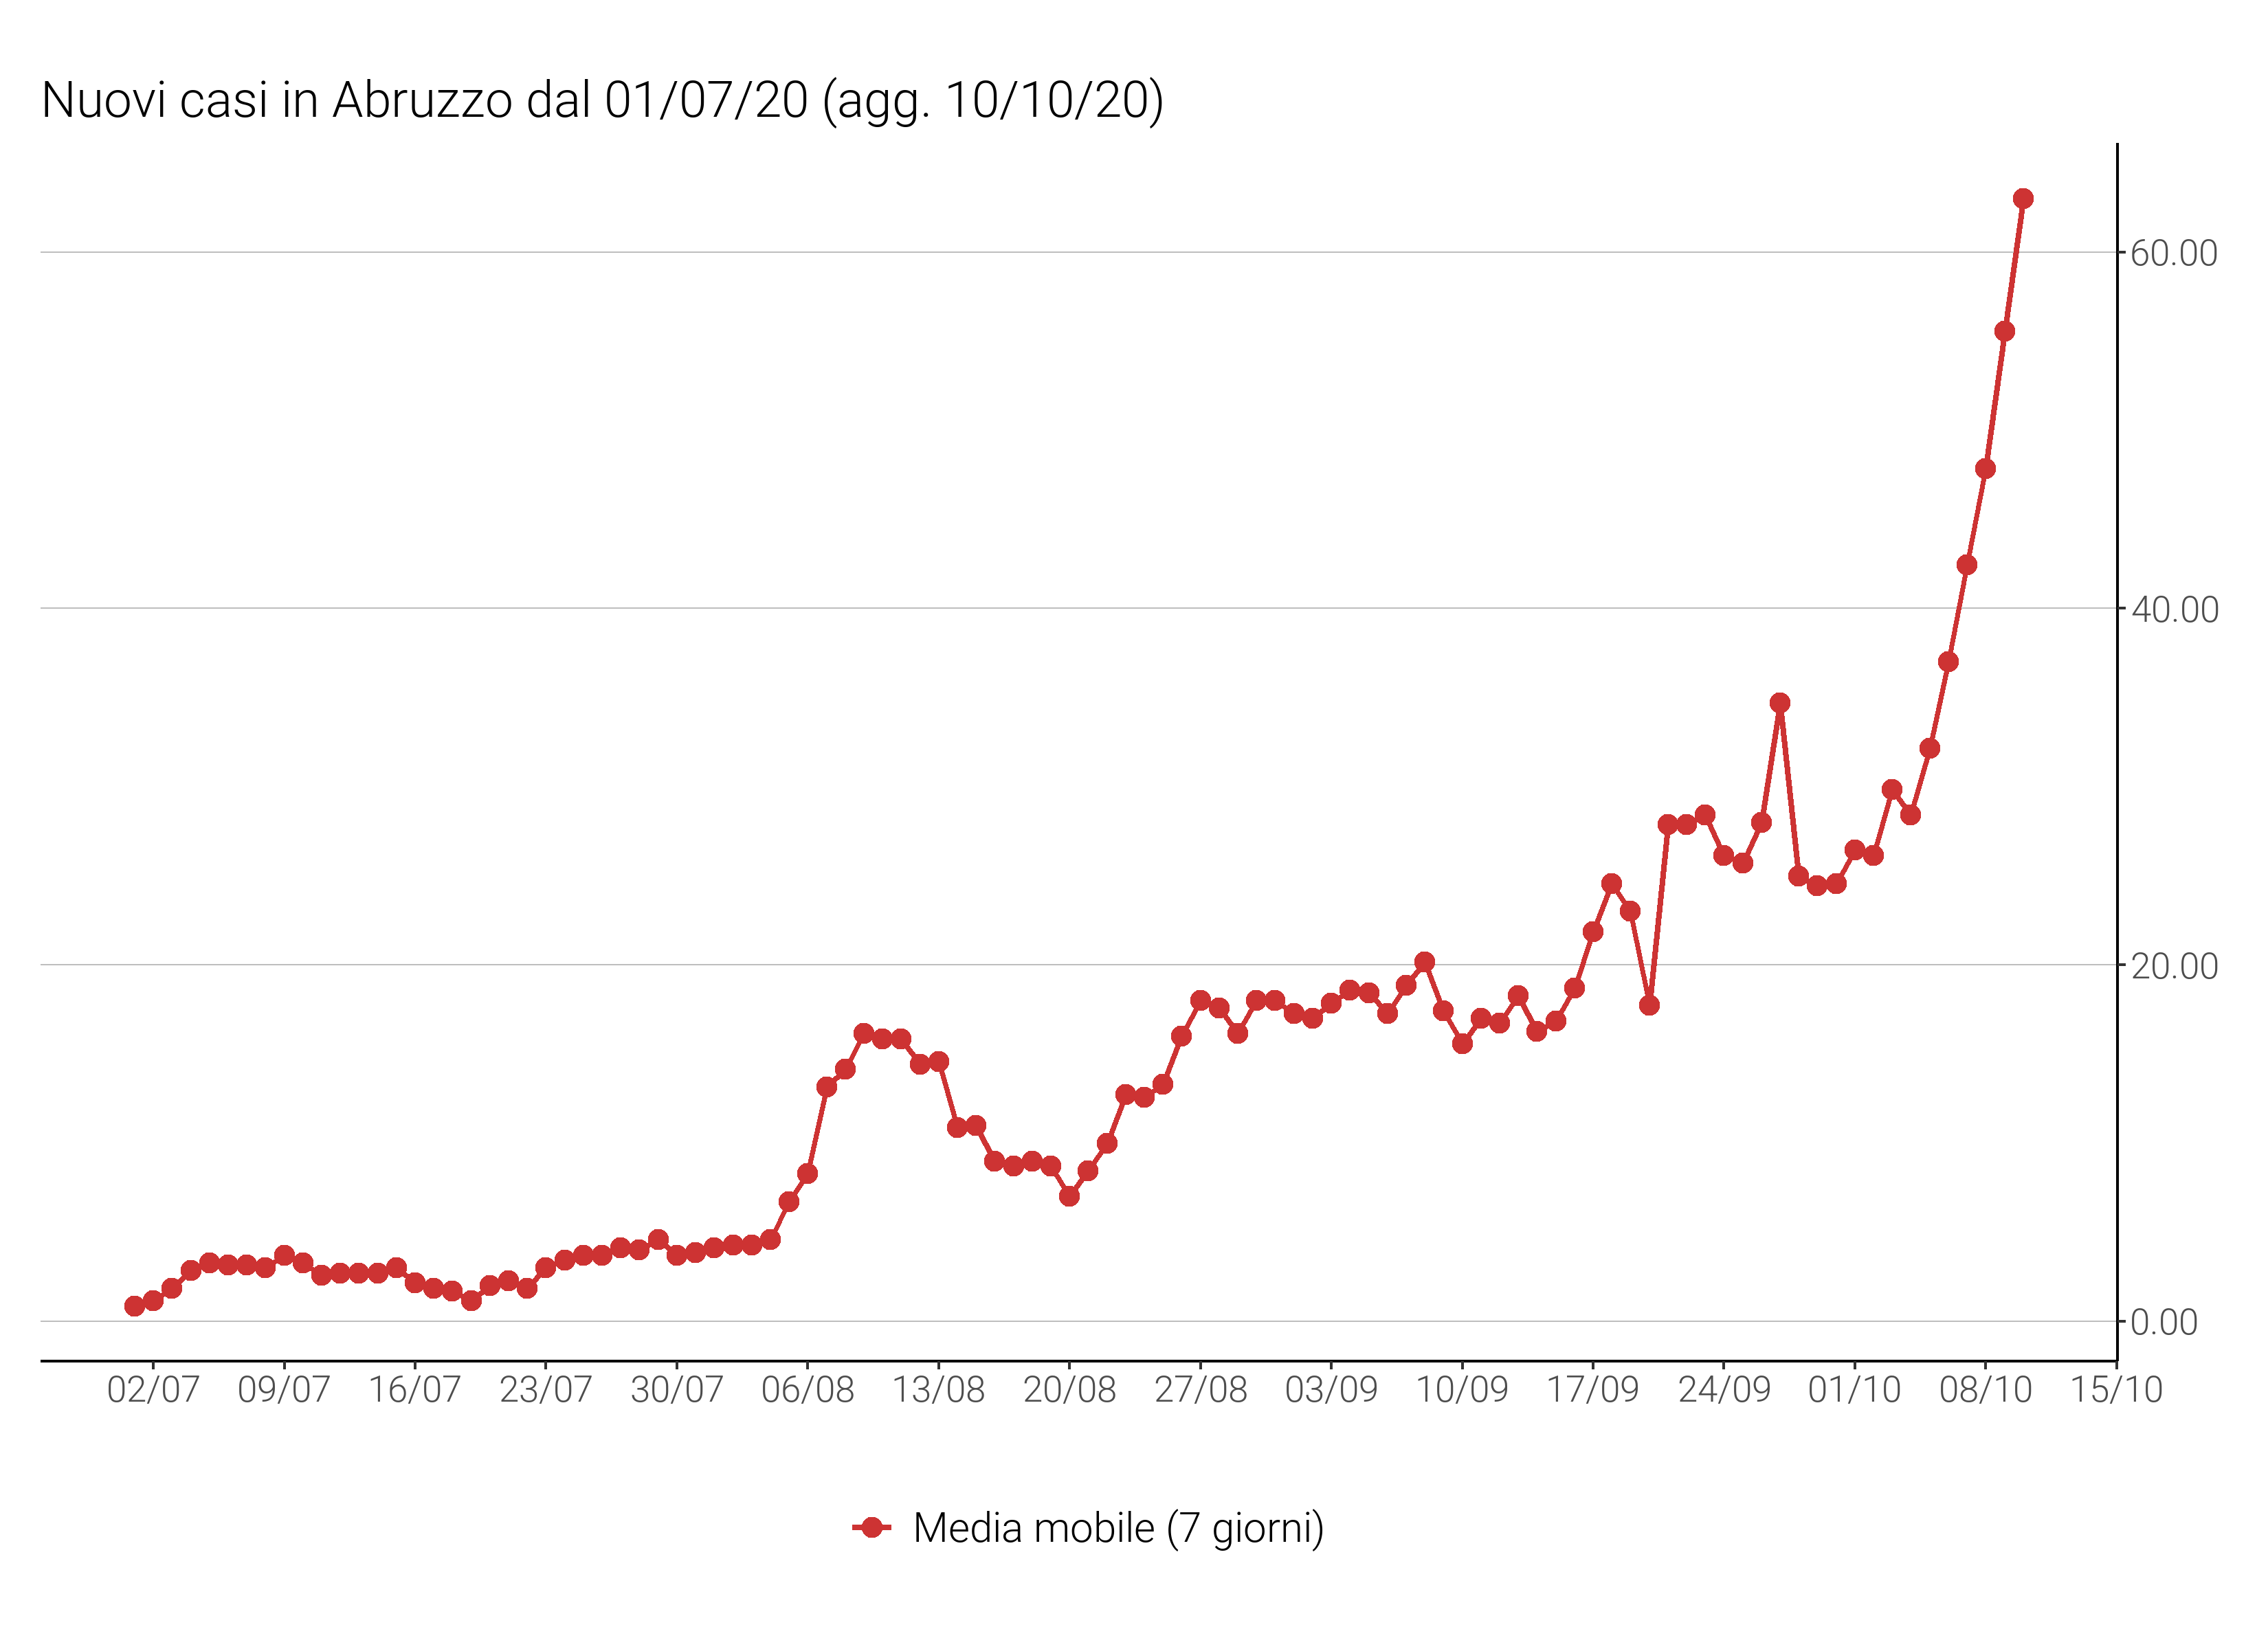 Nuovi casi in Abruzzo dal 01/07/20 (agg. 10/10/20)
60.00
40.00
20.00
0.00
02/07 09/07 16/07 23/07 30/07 06/08 13/08 20/08 27/08 03/09 10/09 17/09 24/09 01/10 08/10 15/10
Media mobile (7 giorni)